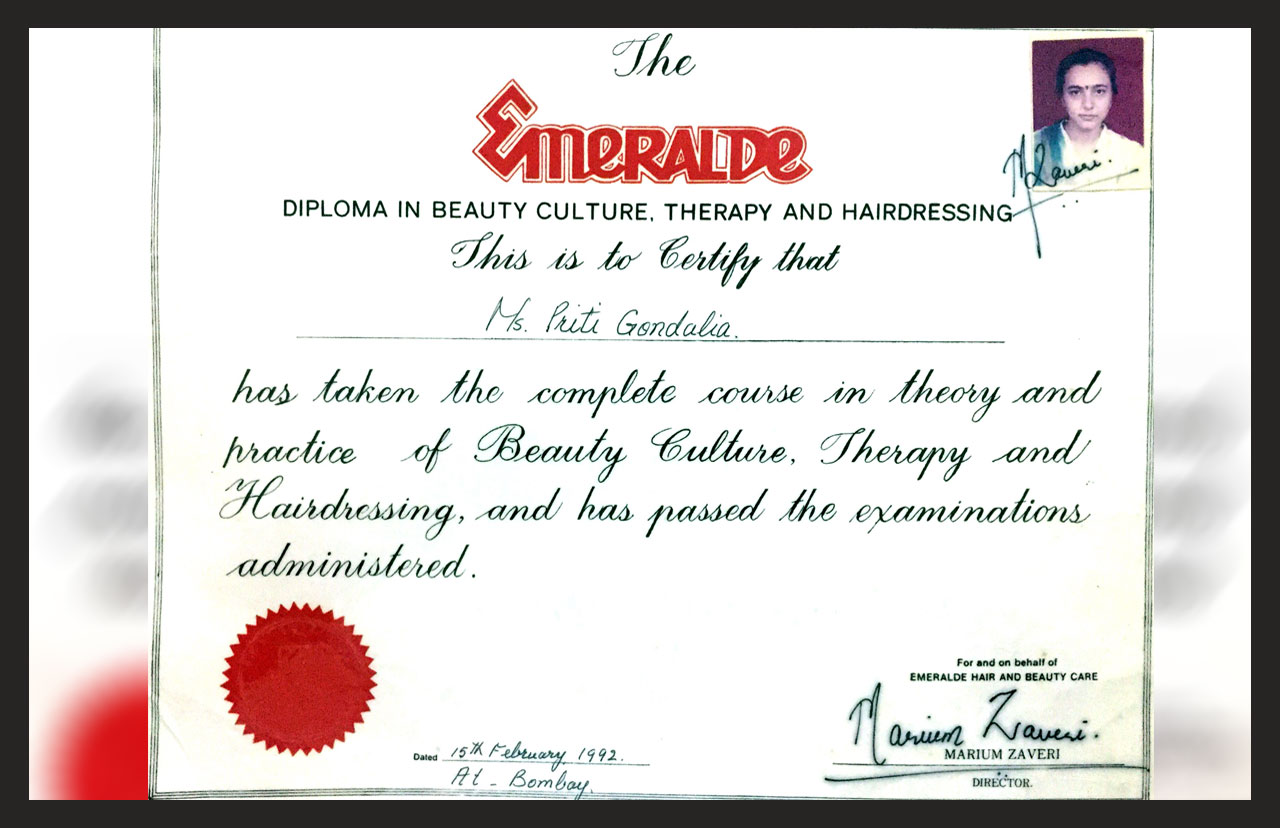 The
EMERALDE
DIPLOMA IN BEAUTY CULTURE, THERAPY AND HAIRDRESSING
This is to Certify that
Ms. Priti Gondalia.
has taken the complete course in theory and
practice of Beauty Culture, Therapy and
Hairdressing, and has passed the examinations
administered.
M Zaveri.
For and on behalf of
EMERALDE HAIR AND BEAUTY CARE
Marium Zaveri.
MARIUM ZAVERI
DIRECTOR.
Dated 15th February 1992.
At - Bombay.